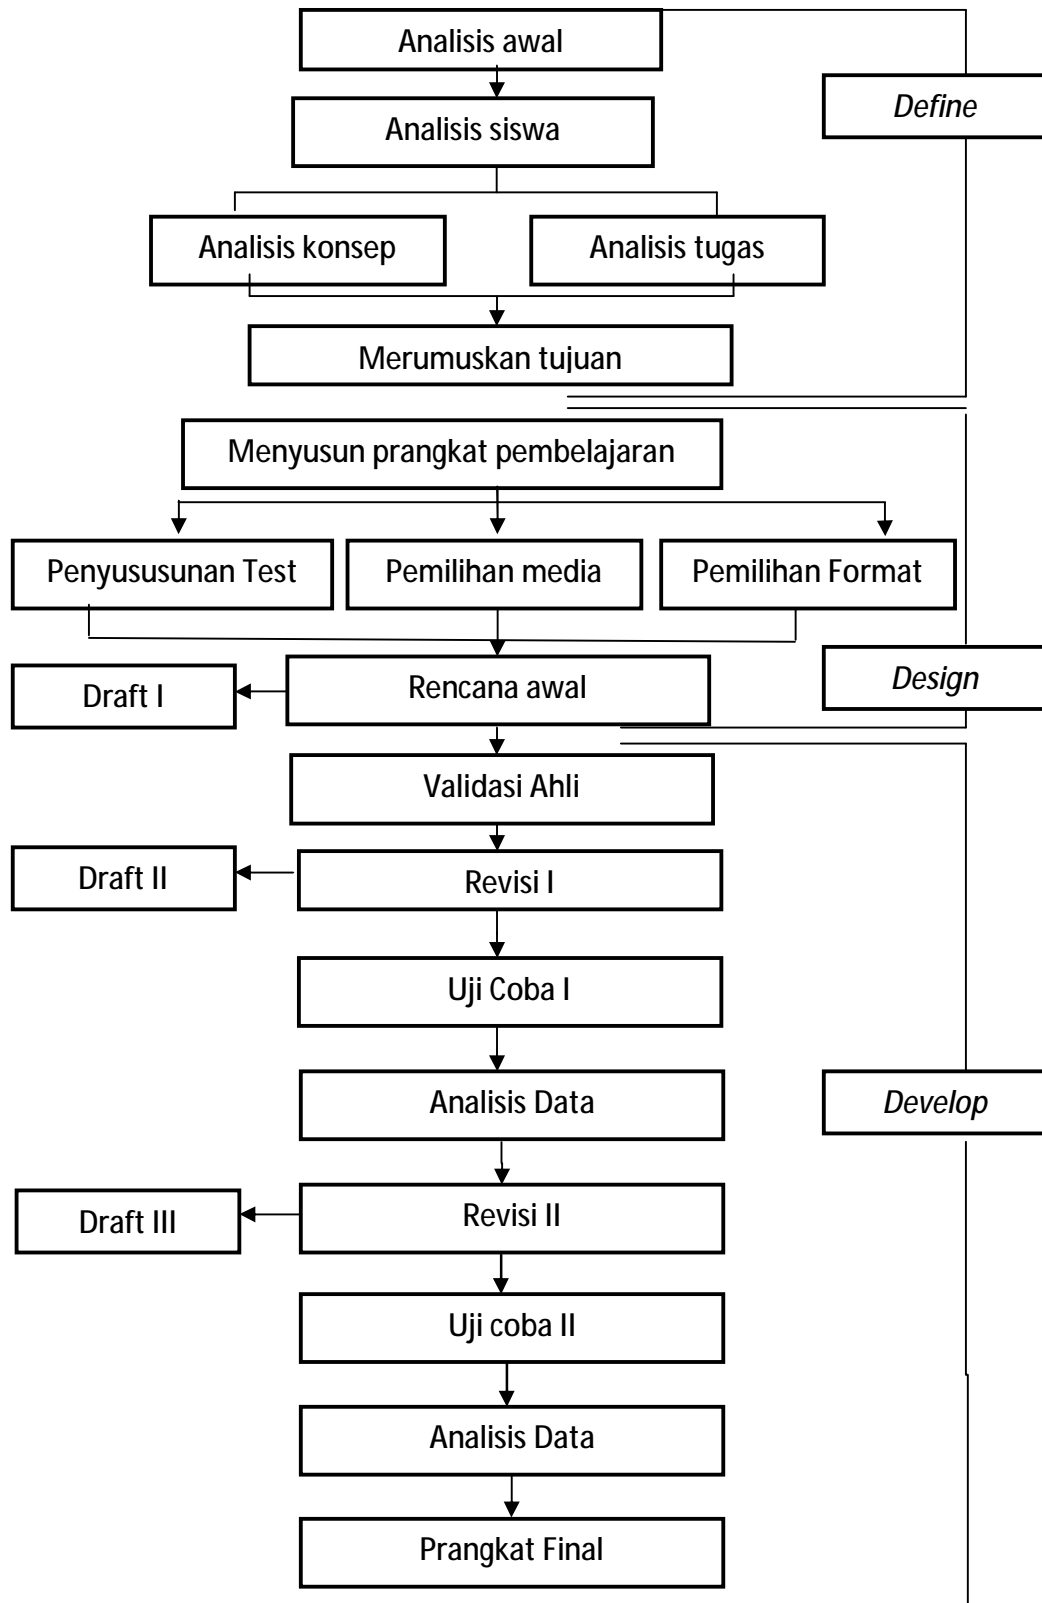 Analisis awal
Define
Analisis siswa
Analisis konsep
Analisis tugas
Merumuskan tujuan
Menyusun prangkat pembelajaran
Penyususunan Test
Pemilihan media
Pemilihan Format
Draft I
Rencana awal
Design
Validasi Ahli
Draft II
Revisi I
Uji Coba I
Analisis Data
Develop
Draft III
Revisi II
Uji coba II
Analisis Data
Prangkat Final